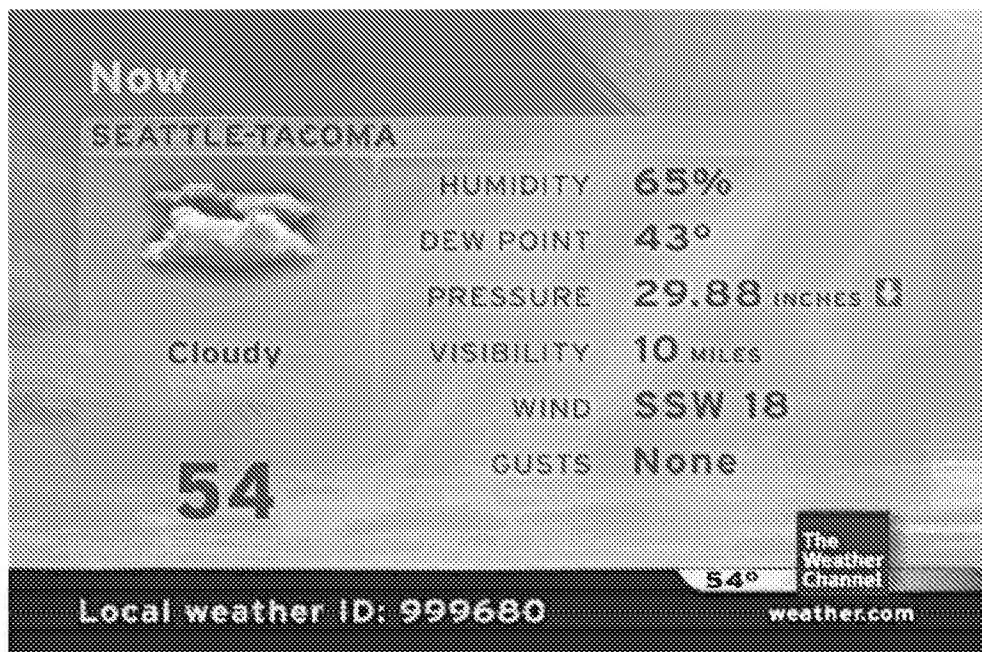 Now
SEATTLE-TACOMA
HUMIDITY 65%
DEW POINT 43°
PRESSURE 29.88 INCHES
Cloudy
VISIBILITY 10 MILES
WIND SSW 18
GUSTS None
54
The
Weather
Channel
54°
Local weather ID: 999680
weather.com